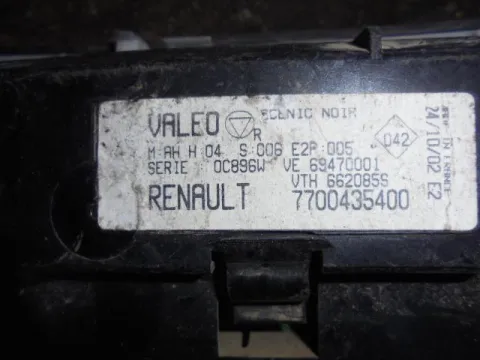 VALEO R SCENIC NOIR
M AH H 04 S 006 E2P 005
SERIE : 0C896W VE 69470001
VTH 662085S
RENAULT 7700435400
042
24/10/02 E2